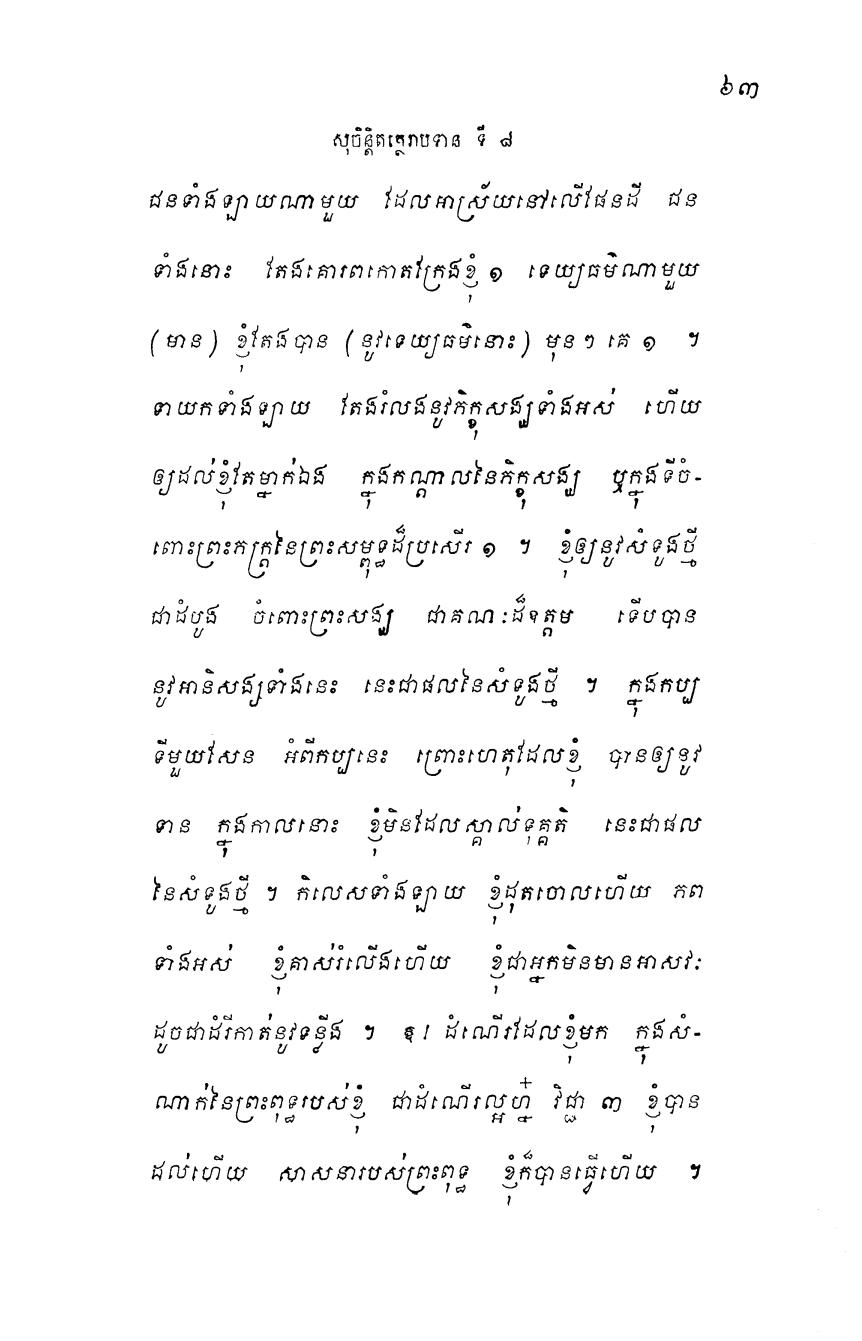 ៦៣
សុចិន្តិតត្ថេរាបទាន ទី ៨
ជនទាំងឡាយណាមួយ ដែលអាស្រ័យនៅលើផែនដី ជន
ទាំងនោះ តែងគោរពកោតក្រែងខ្ញុំ ១ ទេយ្យធម៌ណាមួយ
(មាន) ខ្ញុំតែងបាន (នូវទេយ្យធម៌នោះ) មុនៗ គេ ១ ។
ទាយកទាំងឡាយ តែងរំលងនូវភិក្ខុសង្ឃទាំងអស់ ហើយ
ឲ្យដល់ខ្ញុំតែម្នាក់ឯង ក្នុងកណ្តាលនៃភិក្ខុសង្ឃ ឬក្នុងទីចំ-
ពោះព្រះភក្ត្រនៃព្រះសម្ពុទ្ធដ៏ប្រសើរ ១ ។ ខ្ញុំឲ្យនូវសំទូងថ្មី
ជាដំបូង ចំពោះព្រះសង្ឃ ជាគណៈដ៏ឧត្តម ទើបបាន
នូវអានិសង្សទាំងនេះ នេះជាផលនៃសំទូងថ្មី ។ ក្នុងកប្ប
ទីមួយសែន អំពីកប្បនេះ ព្រោះហេតុដែលខ្ញុំ បានឲ្យនូវ
ទាន ក្នុងកាលនោះ ខ្ញុំមិនដែលស្គាល់ទុគ្គតិ នេះជាផល
នៃសំទូងថ្មី ។ កិលេសទាំងឡាយ ខ្ញុំដុតចោលហើយ ភព
ទាំងអស់ ខ្ញុំគាស់រំលើងហើយ ខ្ញុំជាអ្នកមិនមានអាសវៈ
ដូចជាដំរីកាត់នូវទន្លីង ។ ឱ! ដំណើរដែលខ្ញុំមក ក្នុងសំ-
ណាក់នៃព្រះពុទ្ធរបស់ខ្ញុំ ជាដំណើរល្អហ្ន៎ វិជ្ជា ៣ ខ្ញុំបាន
ដល់ហើយ សាសនារបស់ព្រះពុទ្ធ ខ្ញុំក៏បានធ្វើហើយ ។